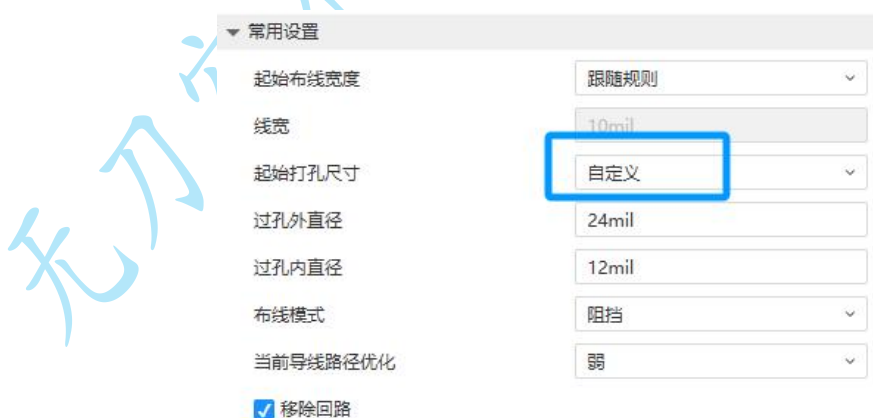 常用设置
起始布线宽度 跟随规则
线宽 10mil
起始打孔尺寸 自定义
过孔外直径 24mil
过孔内直径 12mil
布线模式 阻挡
当前导线路径优化 弱
移除回路
无刀